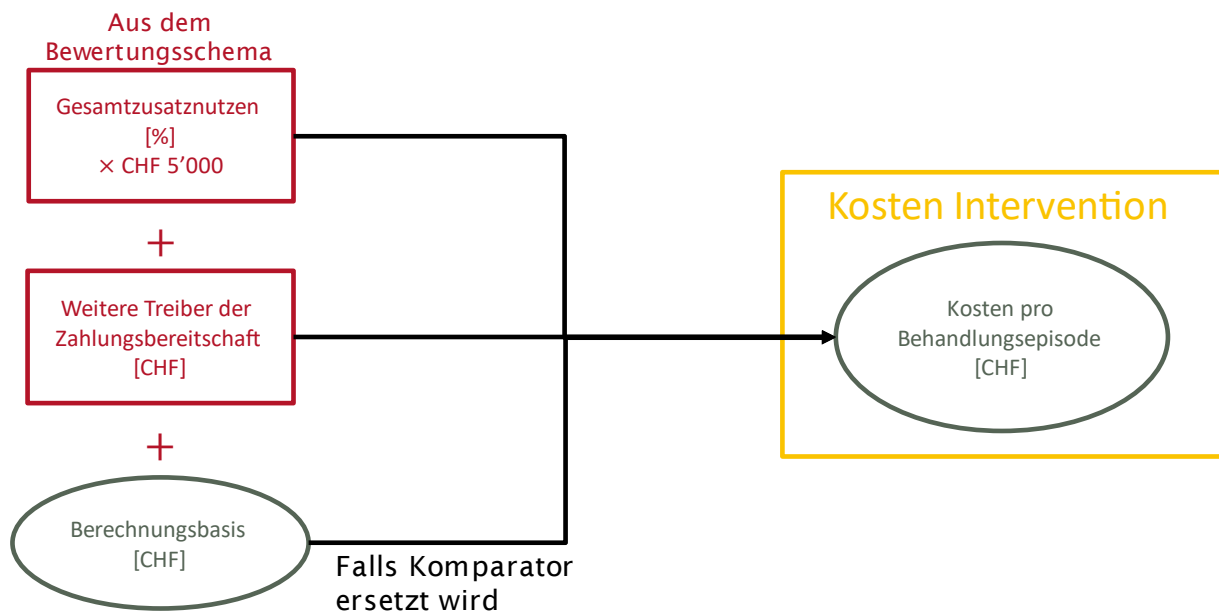 Aus dem
Bewertungsschema
Gesamtzusatznutzen
[%]
× CHF 5’000
+
Weitere Treiber der
Zahlungsbereitschaft
[CHF]
+
Berechnungsbasis
[CHF]
Falls Komparator
ersetzt wird
Kosten Intervention
Kosten pro
Behandlungsepisode
[CHF]